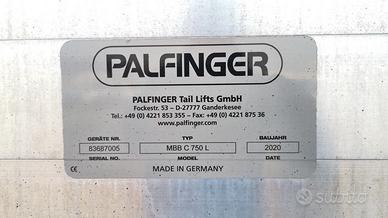 PALFINGER
PALFINGER Tail Lifts GmbH
Fockestr. 53 – D-27777 Ganderkesee
Tel.: +49 (0) 4221 853 355 – Fax: +49 (0) 4221 875 36
www.palfinger.com
GERÄTE NR. TYP BAUJAHR
83687005 MBB C 750 L 2020
SERIAL NO. MODEL
CE MADE IN GERMANY
subito.it